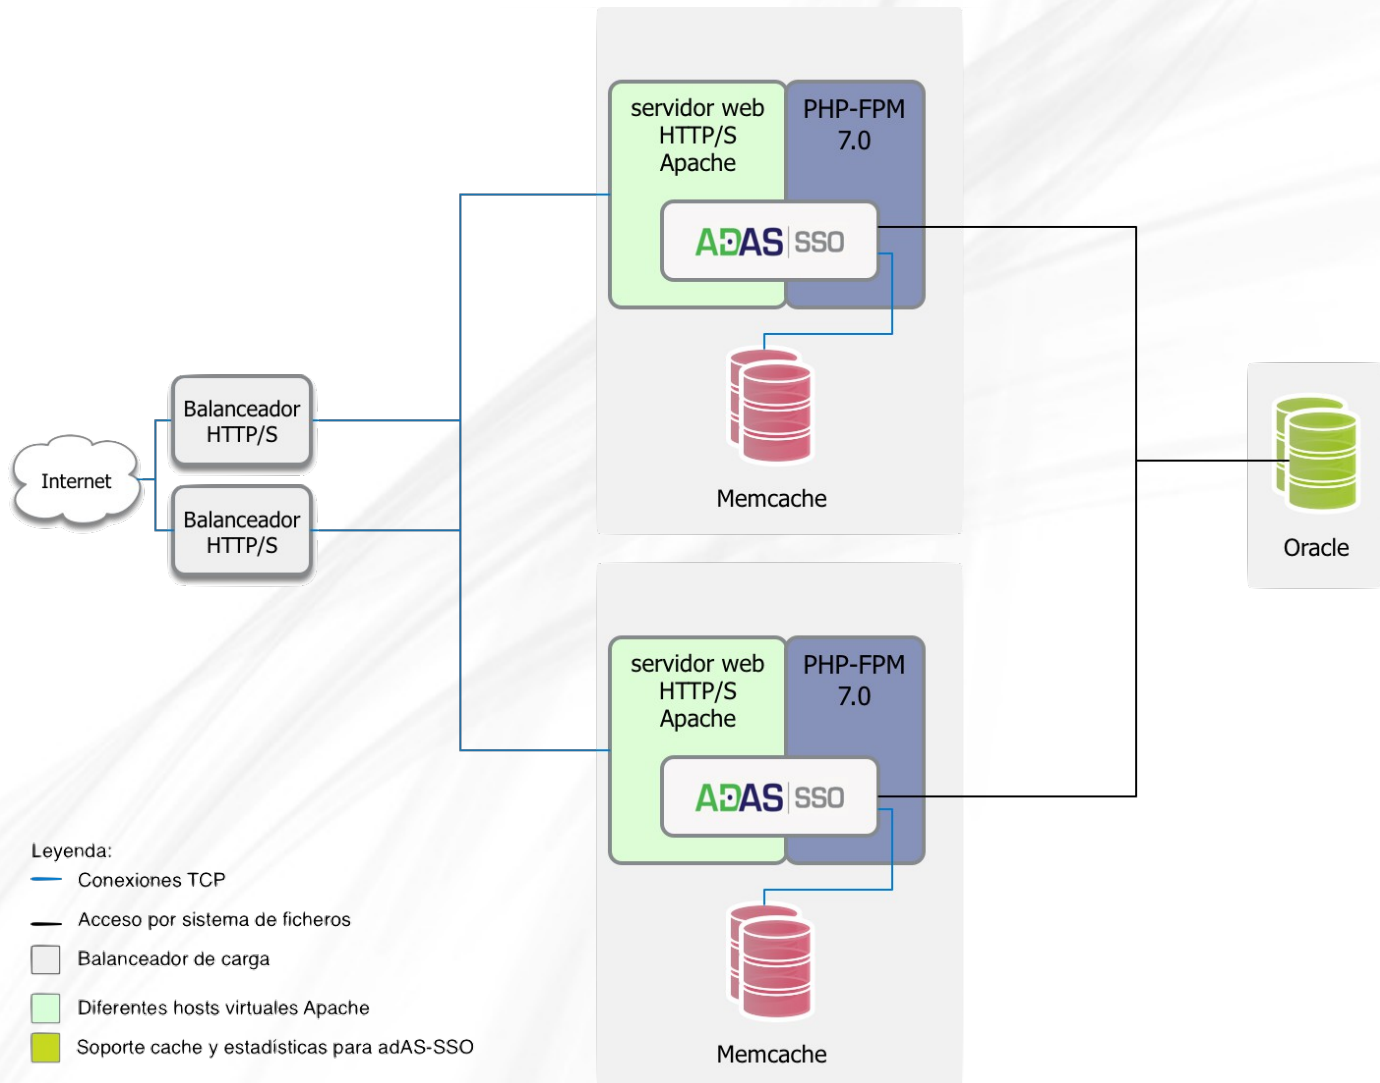 servidor web
HTTP/S
Apache
PHP-FPM
7.0
ADAS SSO
Memcache
Balanceador
HTTP/S
Internet
Balanceador
HTTP/S
Oracle
servidor web
HTTP/S
Apache
PHP-FPM
7.0
ADAS SSO
Memcache
Leyenda:
Conexiones TCP
Acceso por sistema de ficheros
Balanceador de carga
Diferentes hosts virtuales Apache
Soporte cache y estadísticas para adAS-SSO